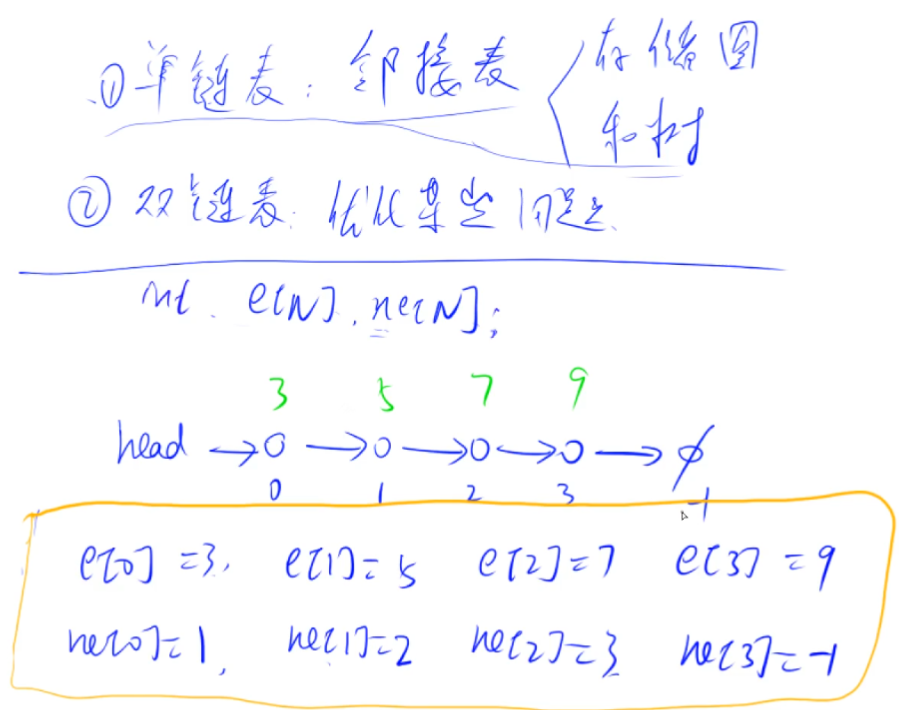 ① 单链表：邻接表 存储图
和树
② 双链表：优化某些问题.
int e[N], ne[N];
3 5 7 9
head →0→0→0→0→∅
0 1 2 3 -1
e[0]=3, e[1]=5 e[2]=7 e[3]=9
ne[0]=1, ne[1]=2 ne[2]=3 ne[3]=-1